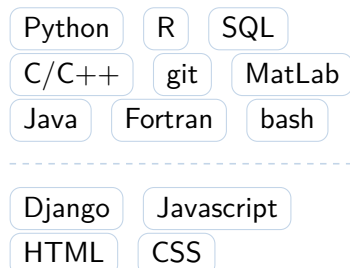 Python R SQL
C/C++ git MatLab
Java Fortran bash
Django Javascript
HTML CSS